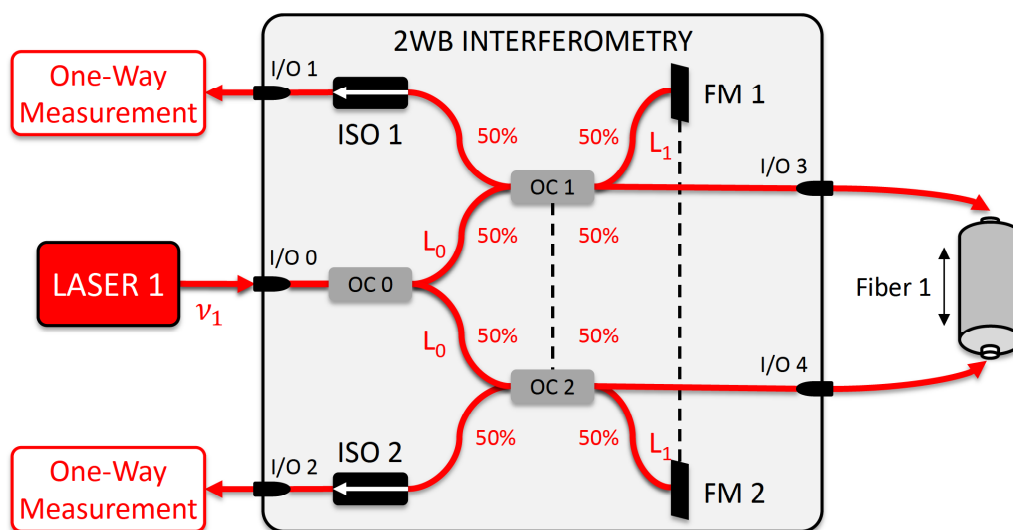 2WB INTERFEROMETRY
One-Way
Measurement
I/O 1
ISO 1
50%
50%
L₁
FM 1
OC 1
I/O 3
50%
50%
L₀
I/O 0
LASER 1
ν₁
OC 0
Fiber 1
L₀
50%
50%
I/O 4
OC 2
50%
50%
L₁
One-Way
Measurement
I/O 2
ISO 2
FM 2